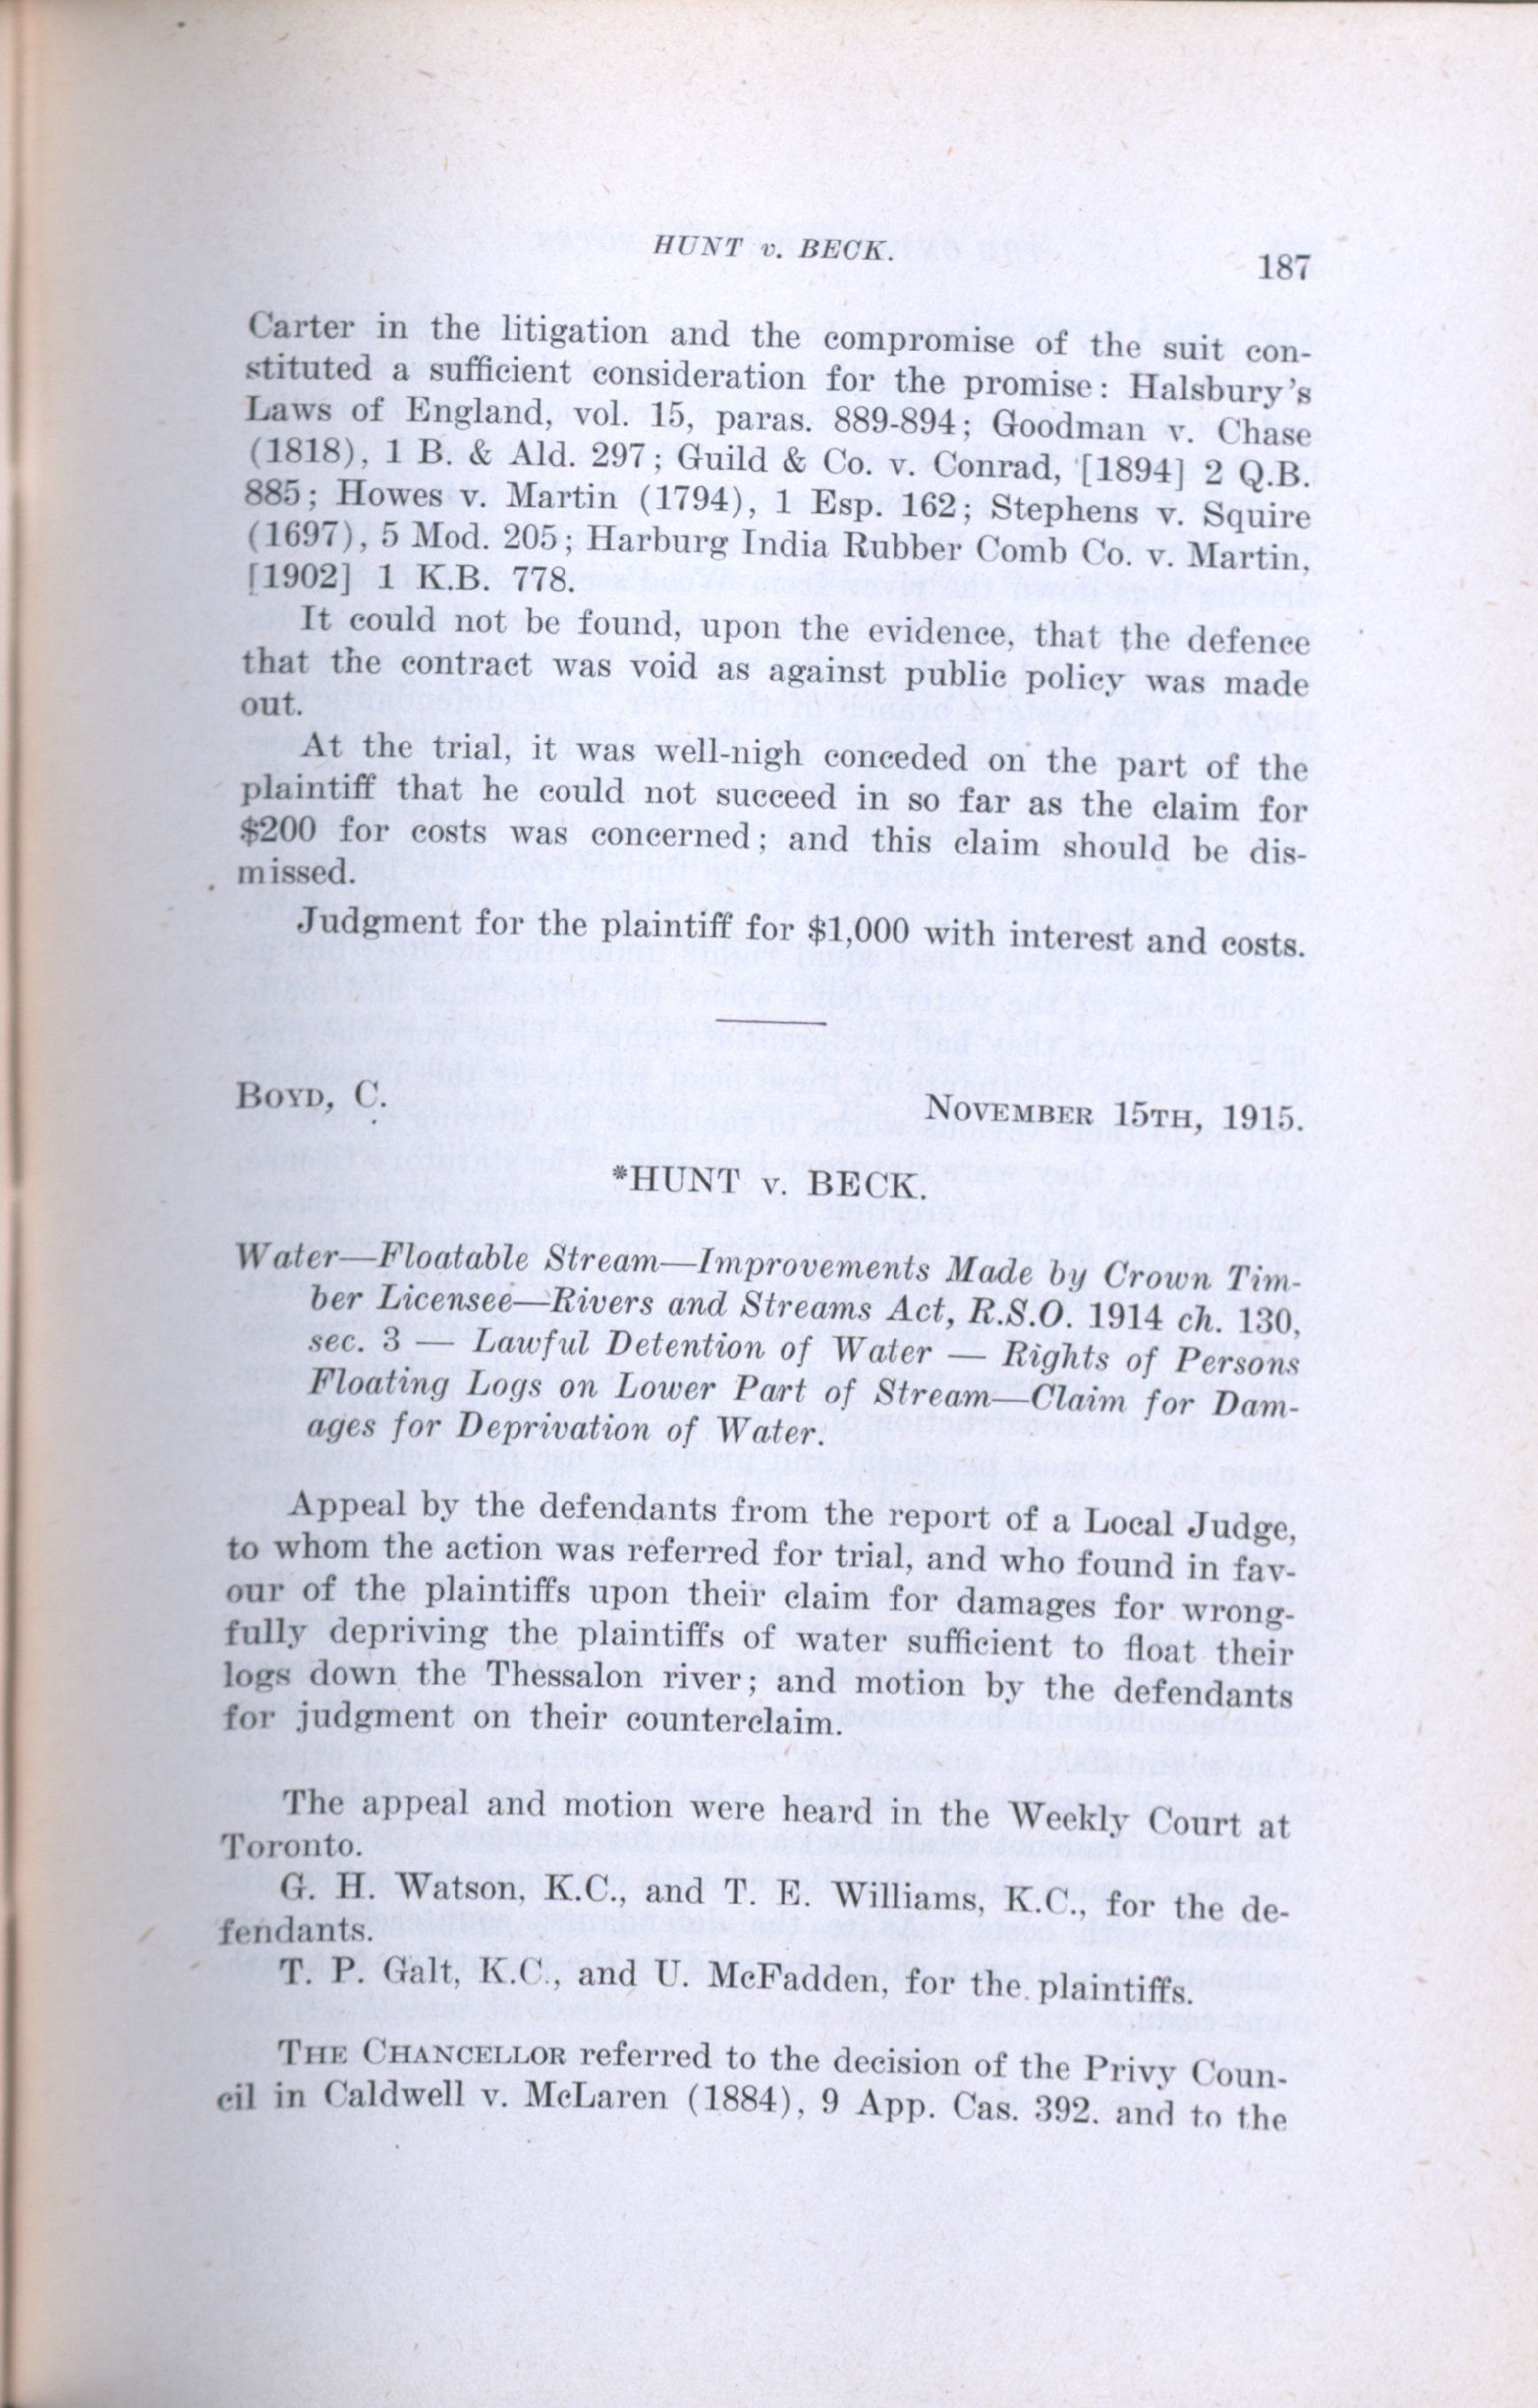 HUNT v. BECK.
187
Carter in the litigation and the compromise of the suit con-
stituted a sufficient consideration for the promise: Halsbury's
Laws of England, vol. 15, paras. 889-894; Goodman v. Chase
(1818), 1 B. & Ald. 297; Guild & Co. v. Conrad, [1894] 2 Q.B.
885; Howes v. Martin (1794), 1 Esp. 162; Stephens v. Squire
(1697), 5 Mod. 205; Harburg India Rubber Comb Co. v. Martin,
[1902] 1 K.B. 778.
It could not be found, upon the evidence, that the defence
that the contract was void as against public policy was made
out.
At the trial, it was well-nigh conceded on the part of the
plaintiff that he could not succeed in so far as the claim for
$200 for costs was concerned; and this claim should be dis-
missed.
Judgment for the plaintiff for $1,000 with interest and costs.
BOYD, C.
NOVEMBER 15TH, 1915.
*HUNT v. BECK.
Water—Floatable Stream—Improvements Made by Crown Tim-
ber Licensee—Rivers and Streams Act, R.S.O. 1914 ch. 130,
sec. 3 — Lawful Detention of Water — Rights of Persons
Floating Logs on Lower Part of Stream—Claim for Dam-
ages for Deprivation of Water.
Appeal by the defendants from the report of a Local Judge,
to whom the action was referred for trial, and who found in fav-
our of the plaintiffs upon their claim for damages for wrong-
fully depriving the plaintiffs of water sufficient to float their
logs down the Thessalon river; and motion by the defendants
for judgment on their counterclaim.
The appeal and motion were heard in the Weekly Court at
Toronto.
G. H. Watson, K.C., and T. E. Williams, K.C., for the de-
fendants.
T. P. Galt, K.C., and U. McFadden, for the plaintiffs.
THE CHANCELLOR referred to the decision of the Privy Coun-
cil in Caldwell v. McLaren (1884), 9 App. Cas. 392. and to the